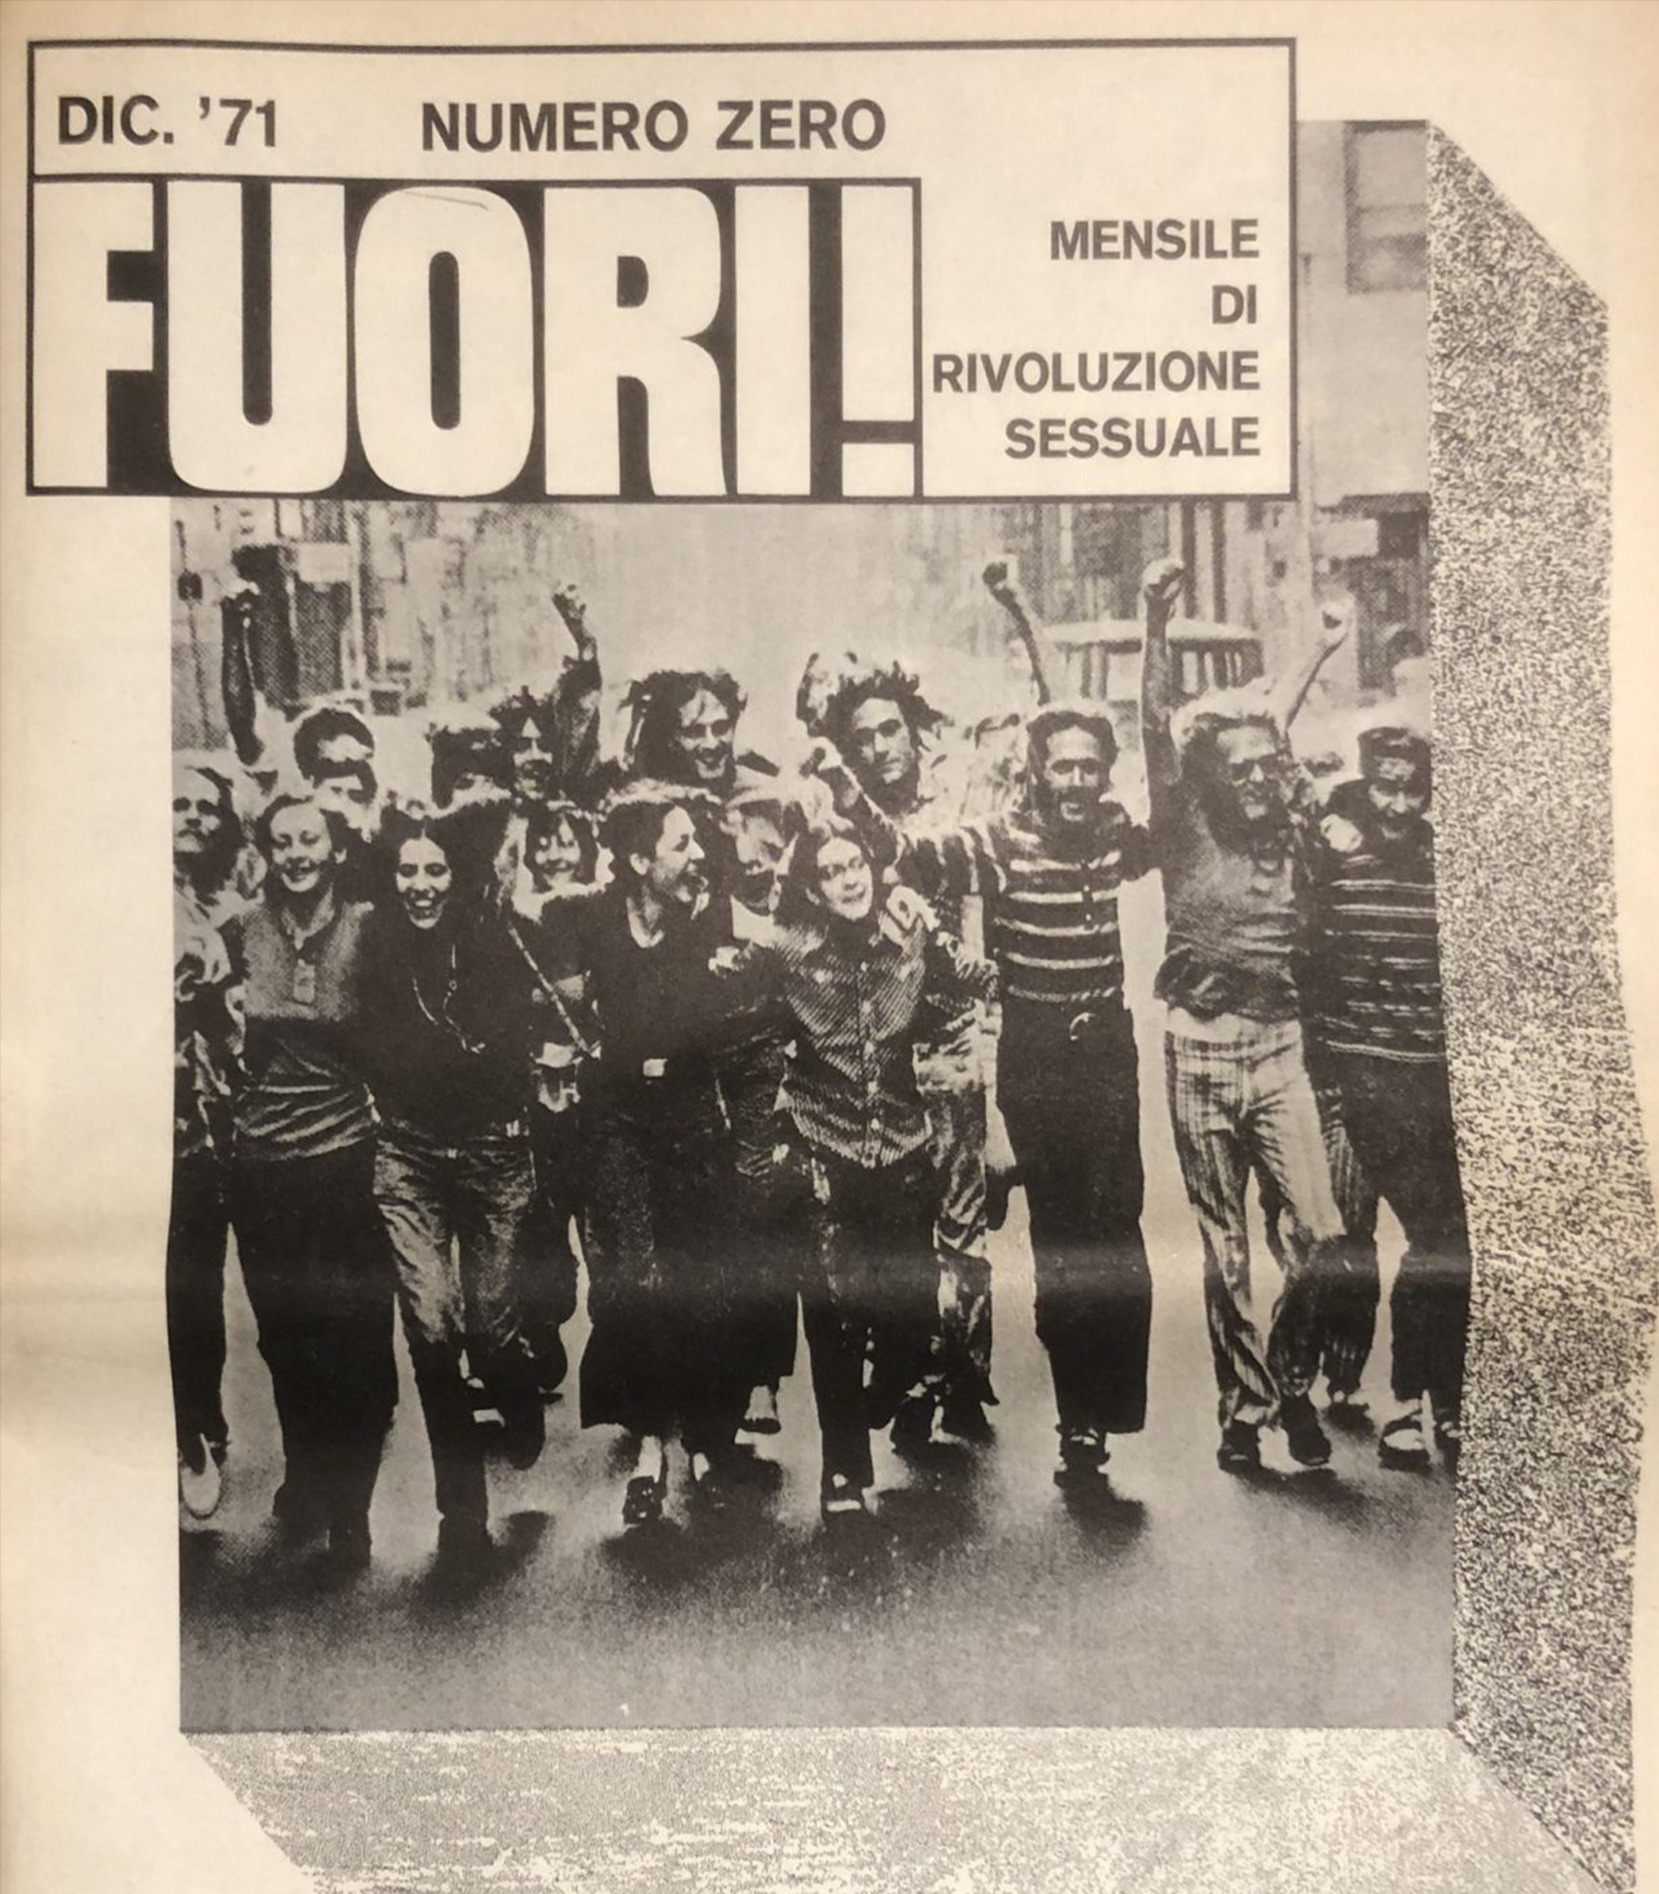 DIC. '71 NUMERO ZERO
FUORI!
MENSILE
DI
RIVOLUZIONE
SESSUALE